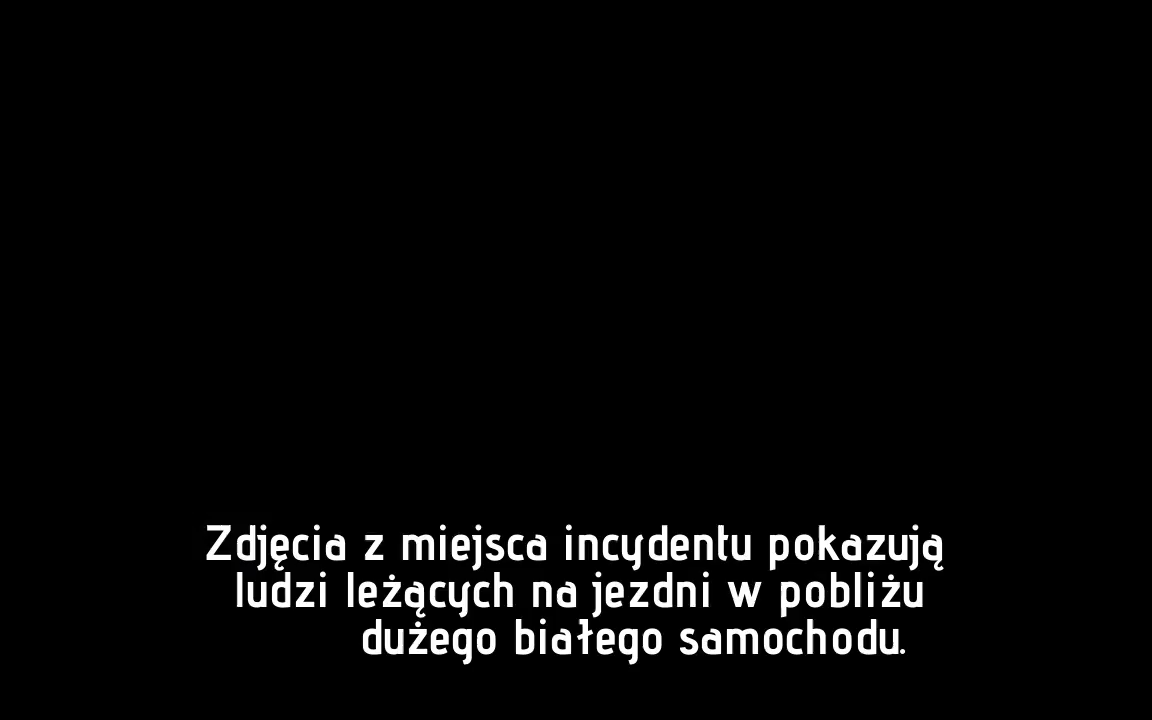 Zdjęcia z miejsca incydentu pokazują
ludzi leżących na jezdni w pobliżu
dużego białego samochodu.